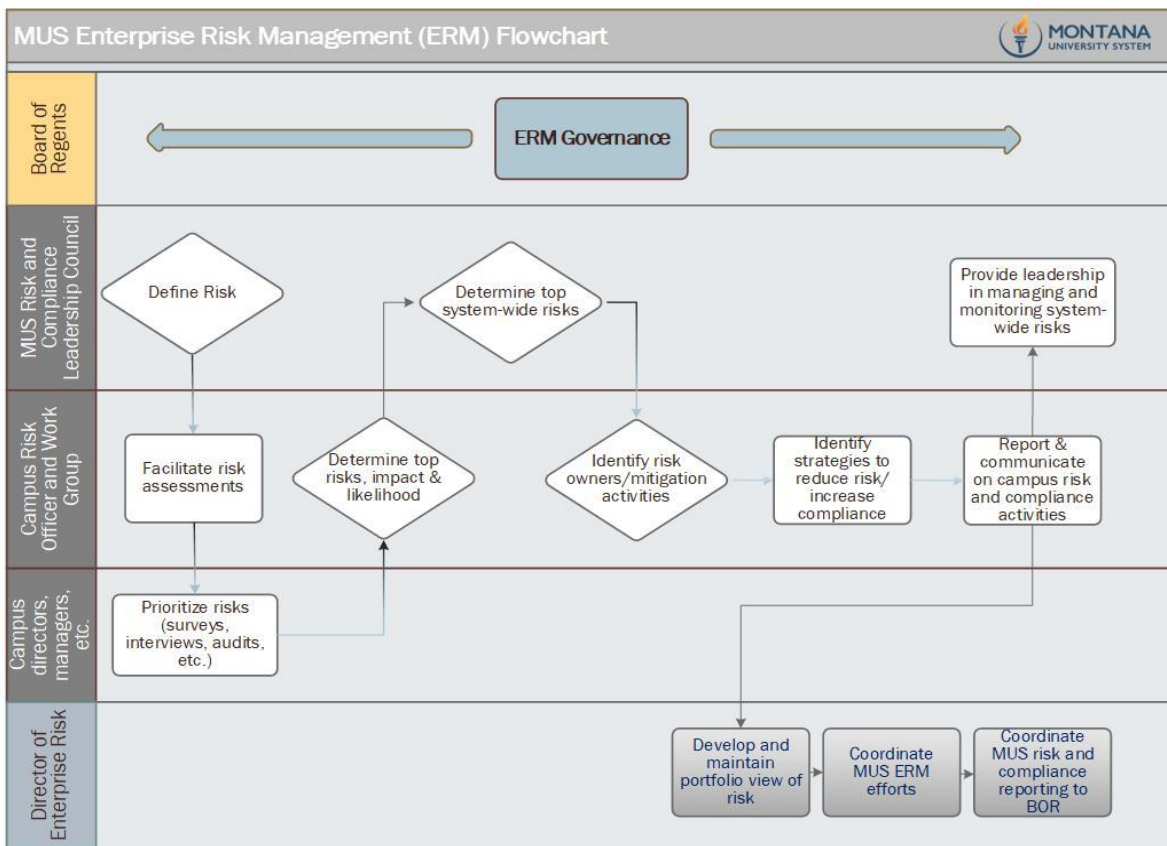 MUS Enterprise Risk Management (ERM) Flowchart
MONTANA
UNIVERSITY SYSTEM
Board of
Regents
ERM Governance
MUS Risk and
Compliance
Leadership Council
Define Risk
Determine top
system-wide risks
Provide leadership
in managing and
monitoring system-
wide risks
Campus Risk
Officer and Work
Group
Facilitate risk
assessments
Determine top
risks, impact &
likelihood
Identify risk
owners/mitigation
activities
Identify
strategies to
reduce risk/
increase
compliance
Report &
communicate
on campus risk
and compliance
activities
Campus
directors,
managers,
etc.
Prioritize risks
(surveys,
interviews, audits,
etc.)
Director of
Enterprise Risk
Develop and
maintain
portfolio view of
risk
Coordinate
MUS ERM
efforts
Coordinate
MUS risk and
compliance
reporting to
BOR